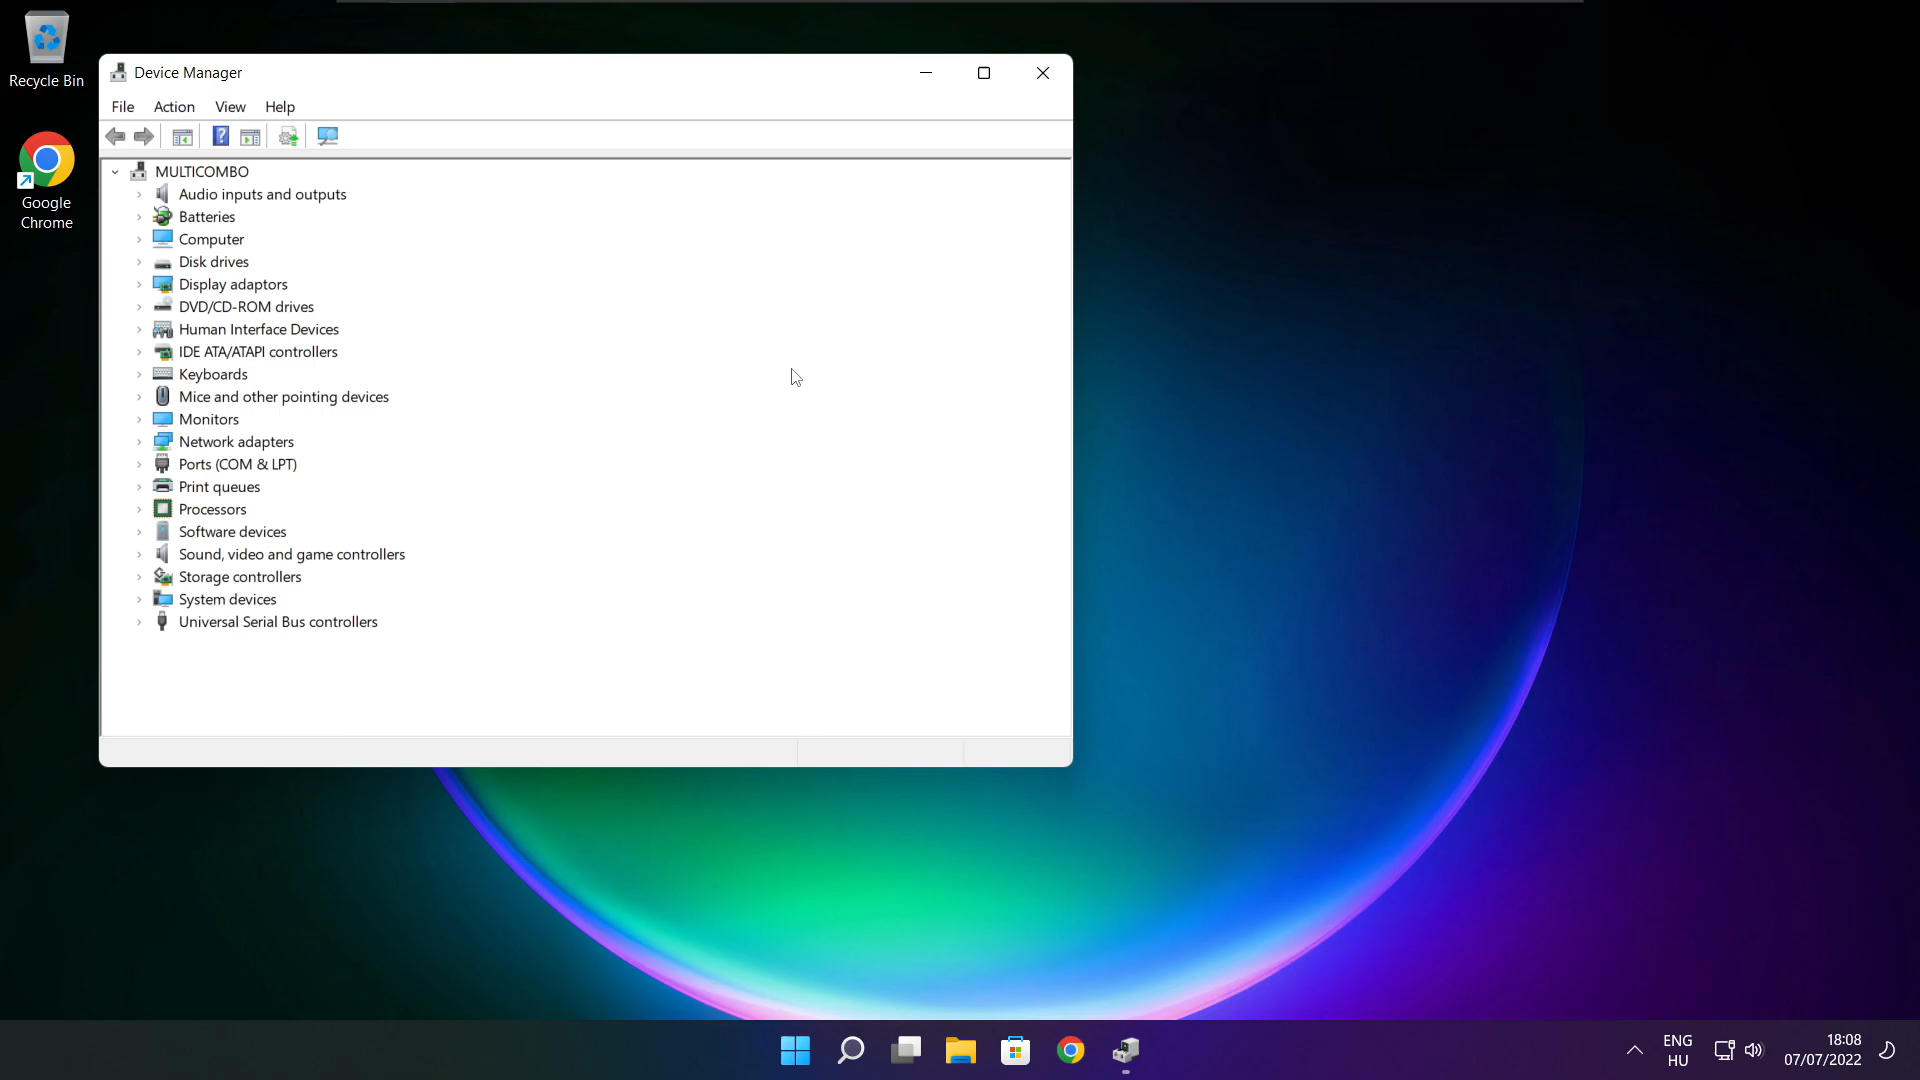 Recycle Bin
Google
Chrome
Device Manager
File Action View Help
MULTICOMBO
Audio inputs and outputs
Batteries
Computer
Disk drives
Display adaptors
DVD/CD-ROM drives
Human Interface Devices
IDE ATA/ATAPI controllers
Keyboards
Mice and other pointing devices
Monitors
Network adapters
Ports (COM & LPT)
Print queues
Processors
Software devices
Sound, video and game controllers
Storage controllers
System devices
Universal Serial Bus controllers
ENG
HU
18:08
07/07/2022